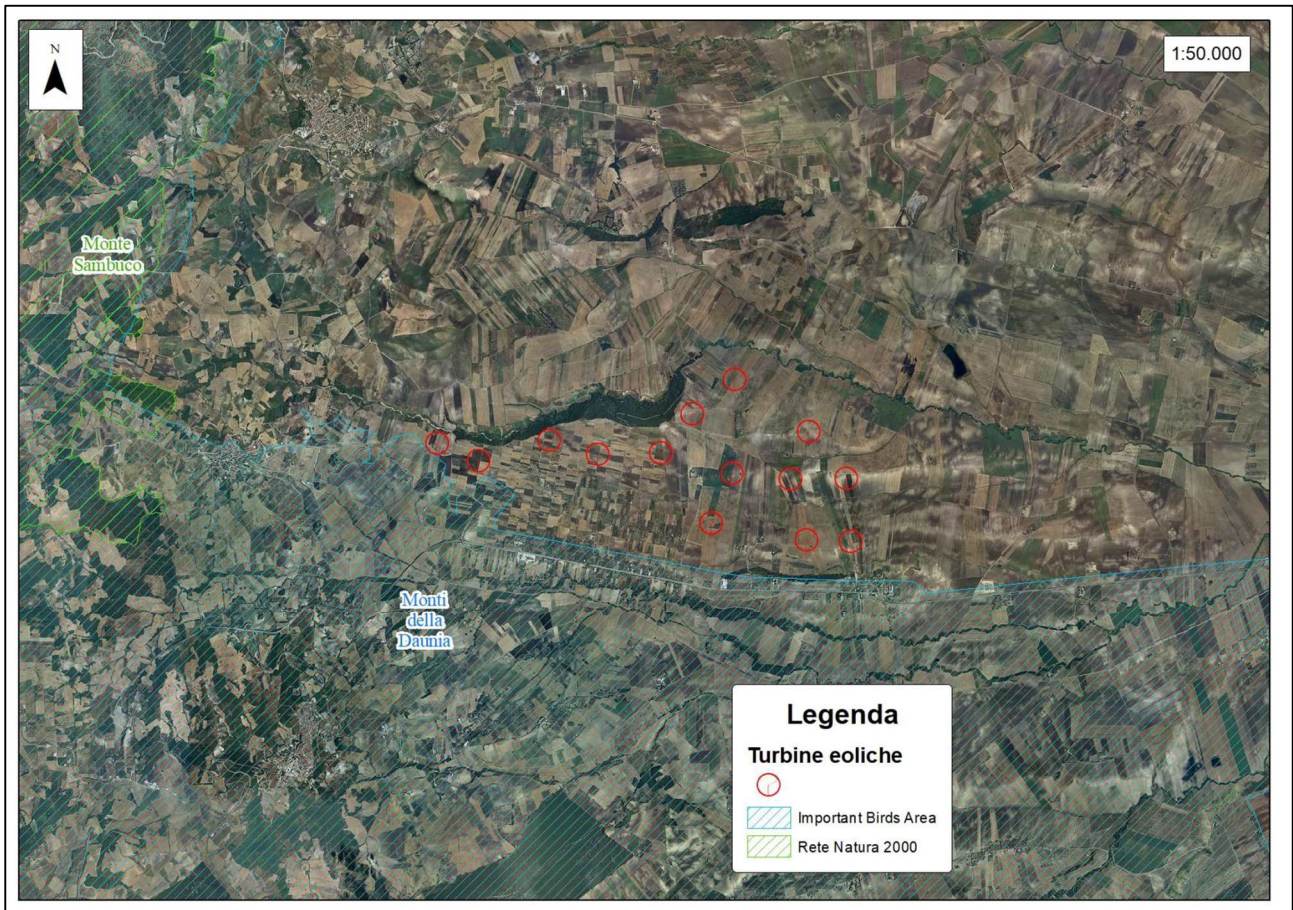 N
1:50.000
Monte
Sambuco
Monti
della
Daunia
Legenda
Turbine eoliche
Important Birds Area
Rete Natura 2000